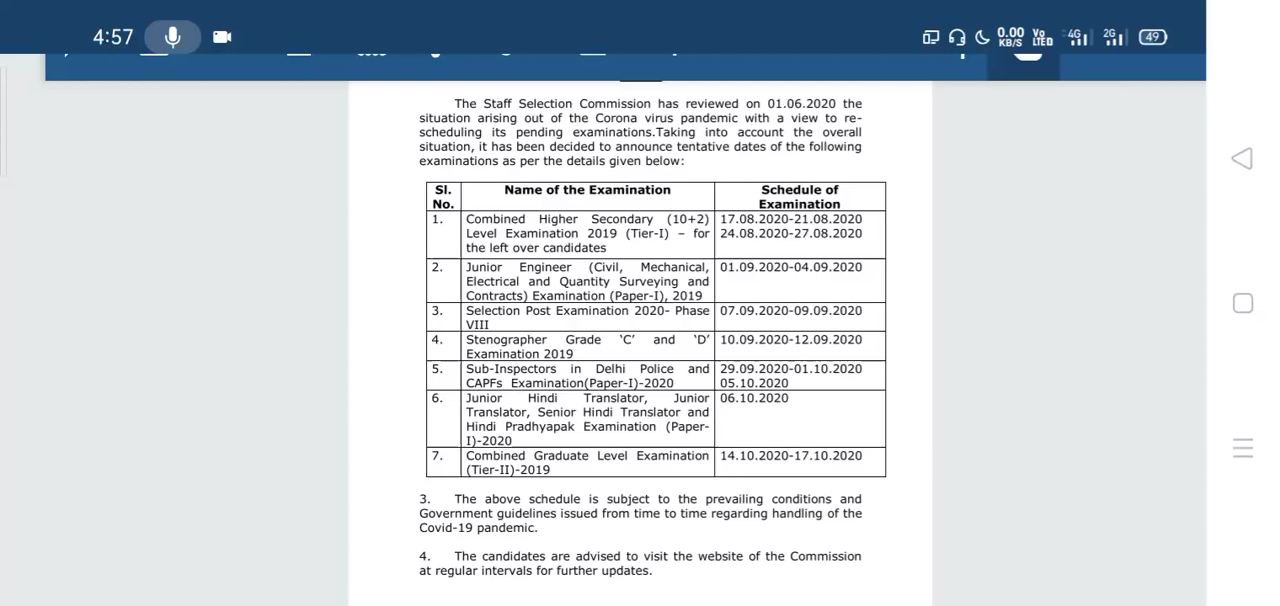 4:57
0.00 KB/S Vo LTED 4G 2G 49
The Staff Selection Commission has reviewed on 01.06.2020 the
situation arising out of the Corona virus pandemic with a view to re-
scheduling its pending examinations.Taking into account the overall
situation, it has been decided to announce tentative dates of the following
examinations as per the details given below:
Sl. No. Name of the Examination Schedule of Examination
1. Combined Higher Secondary (10+2) 17.08.2020-21.08.2020
Level Examination 2019 (Tier-I) – for 24.08.2020-27.08.2020
the left over candidates
2. Junior Engineer (Civil, Mechanical, 01.09.2020-04.09.2020
Electrical and Quantity Surveying and
Contracts) Examination (Paper-I), 2019
3. Selection Post Examination 2020- Phase 07.09.2020-09.09.2020
VIII
4. Stenographer Grade ‘C’ and ‘D’ 10.09.2020-12.09.2020
Examination 2019
5. Sub-Inspectors in Delhi Police and 29.09.2020-01.10.2020
CAPFs Examination(Paper-I)-2020 05.10.2020
6. Junior Hindi Translator, Junior 06.10.2020
Translator, Senior Hindi Translator and
Hindi Pradhyapak Examination (Paper-
I)-2020
7. Combined Graduate Level Examination 14.10.2020-17.10.2020
(Tier-II)-2019
3. The above schedule is subject to the prevailing conditions and
Government guidelines issued from time to time regarding handling of the
Covid-19 pandemic.
4. The candidates are advised to visit the website of the Commission
at regular intervals for further updates.